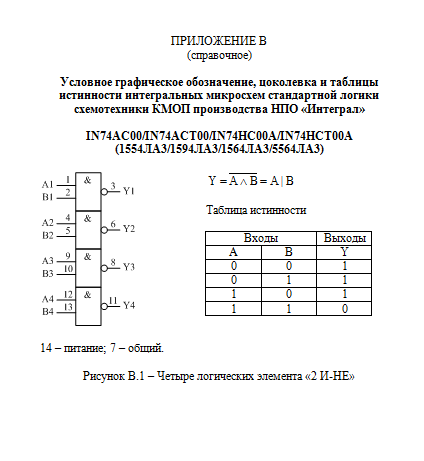 ПРИЛОЖЕНИЕ В
(справочное)
Условное графическое обозначение, цоколевка и таблицы
истинности интегральных микросхем стандартной логики
схемотехники КМОП производства НПО «Интеграл»
IN74AC00/IN74ACT00/IN74HC00A/IN74HCT00A
(1554ЛА3/1594ЛА3/1564ЛА3/5564ЛА3)
A1 1 & 3 Y1
B1 2
A2 4 & 6 Y2
B2 5
A3 9 & 8 Y3
B3 10
A4 12 & 11 Y4
B4 13
Y = A ∧ B = A | B
Таблица истинности
Входы Выходы
A B Y
0 0 1
0 1 1
1 0 1
1 1 0
14 – питание; 7 – общий.
Рисунок В.1 – Четыре логических элемента «2 И-НЕ»